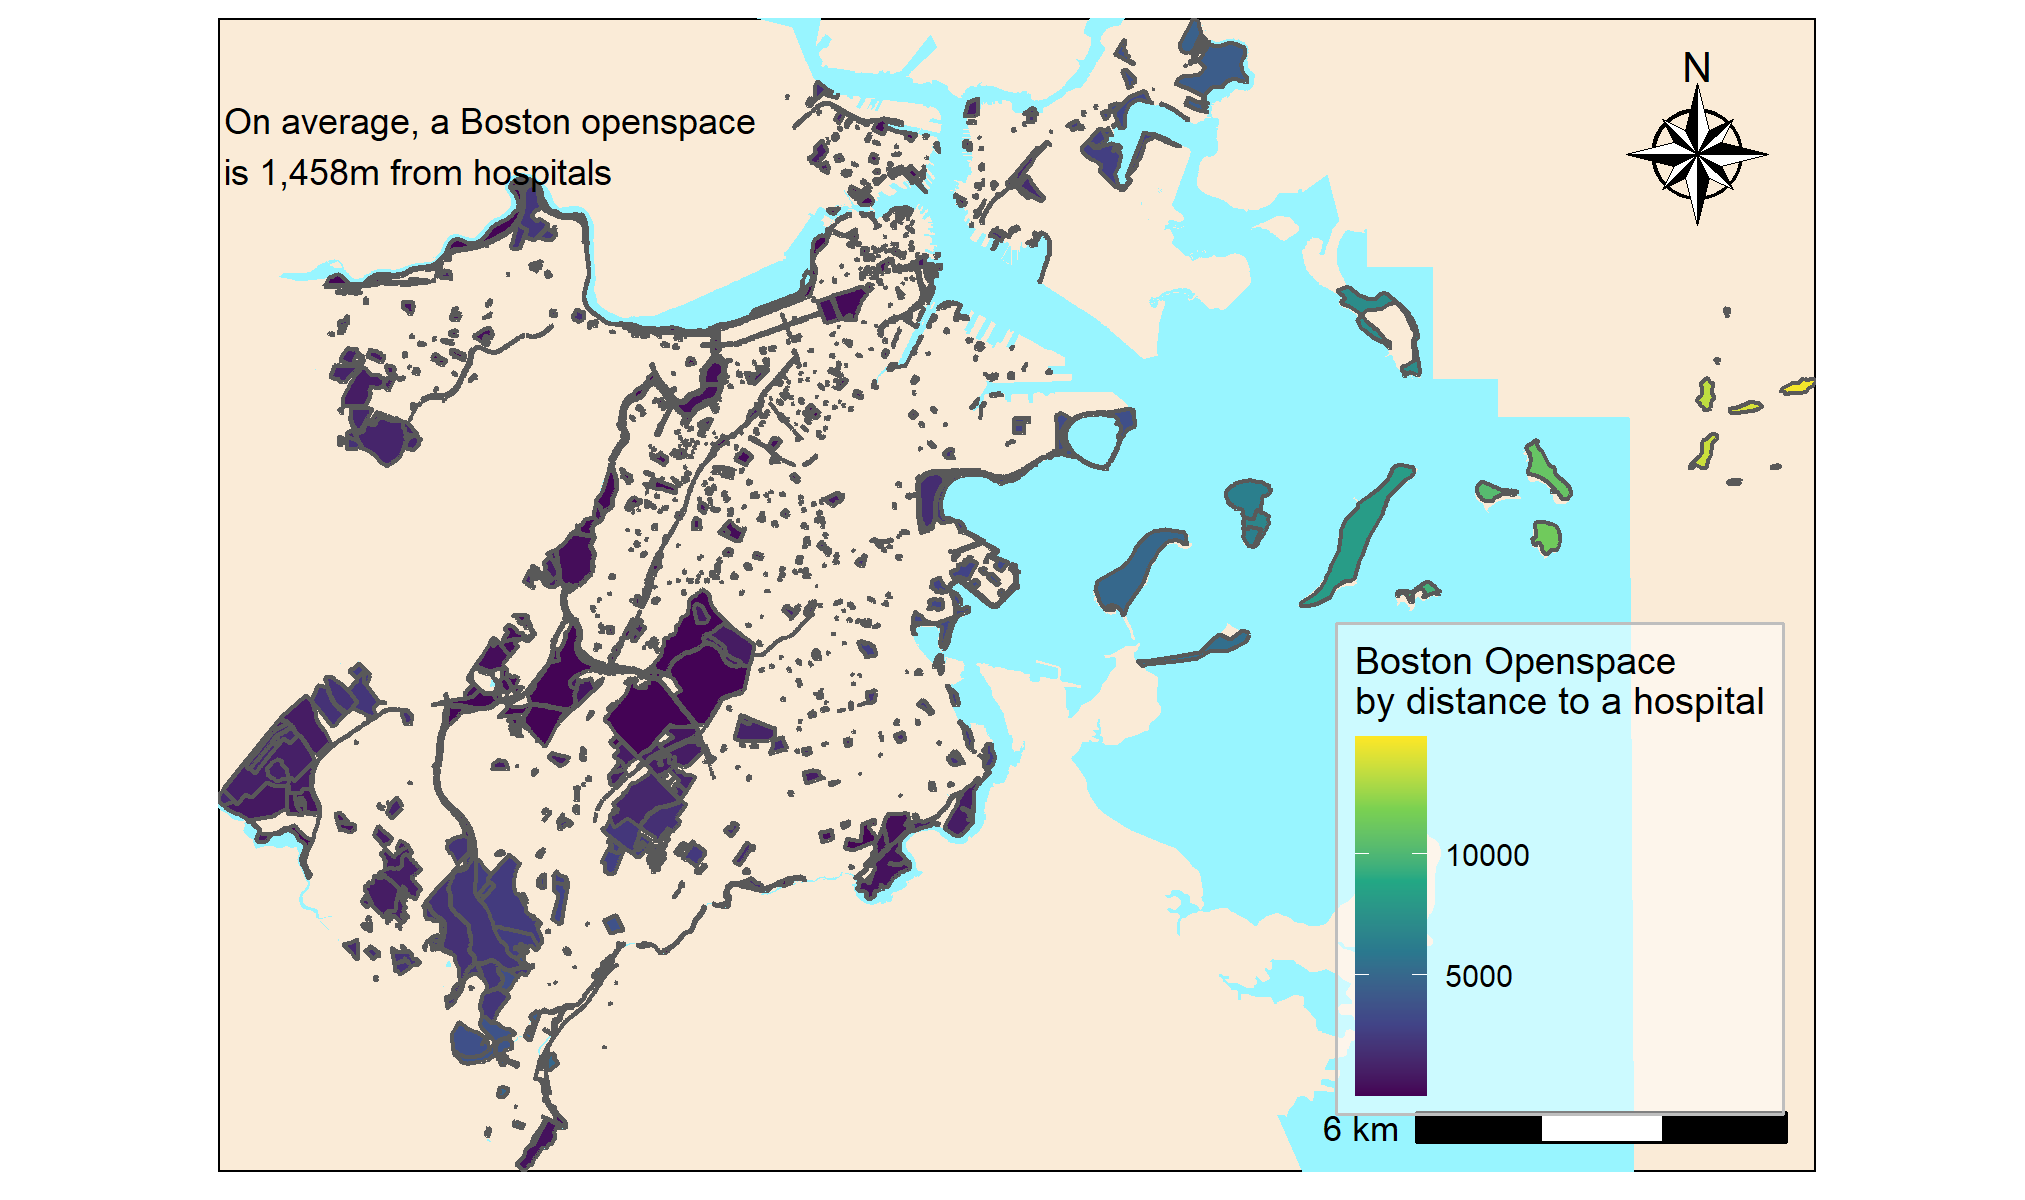 On average, a Boston openspace
is 1,458m from hospitals
N
Boston Openspace
by distance to a hospital
10000
5000
6 km